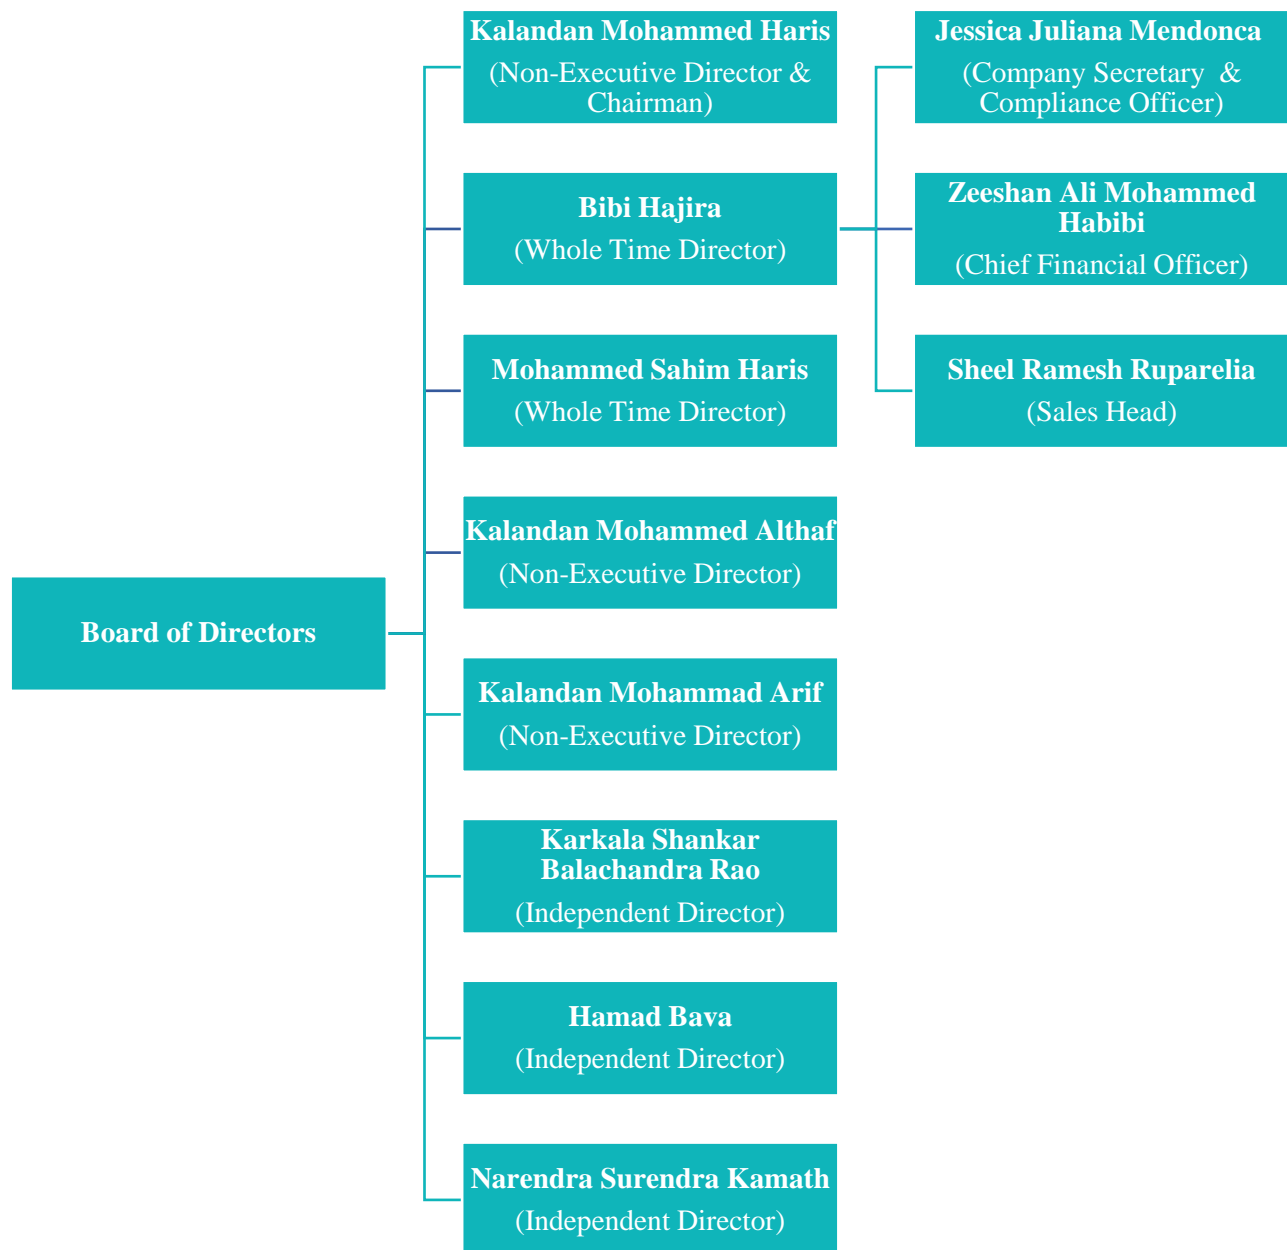 Kalandan Mohammed Haris
(Non-Executive Director &
Chairman)
Jessica Juliana Mendonca
(Company Secretary  &
Compliance Officer)
Bibi Hajira
(Whole Time Director)
Zeeshan Ali Mohammed
Habibi
(Chief Financial Officer)
Mohammed Sahim Haris
(Whole Time Director)
Sheel Ramesh Ruparelia
(Sales Head)
Kalandan Mohammed Althaf
(Non-Executive Director)
Board of Directors
Kalandan Mohammad Arif
(Non-Executive Director)
Karkala Shankar
Balachandra Rao
(Independent Director)
Hamad Bava
(Independent Director)
Narendra Surendra Kamath
(Independent Director)